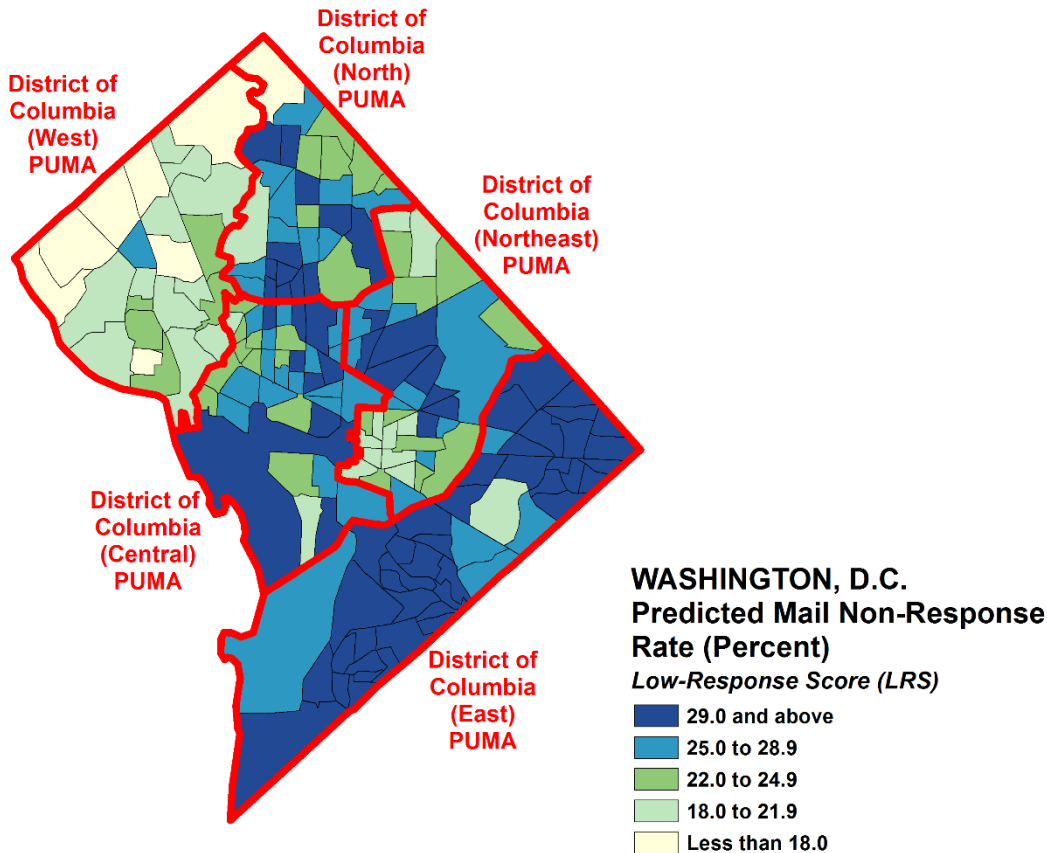 District of
Columbia
(North)
PUMA
District of
Columbia
(West)
PUMA
District of
Columbia
(Northeast)
PUMA
District of
Columbia
(Central)
PUMA
District of
Columbia
(East)
PUMA
WASHINGTON, D.C.
Predicted Mail Non-Response
Rate (Percent)
Low-Response Score (LRS)
29.0 and above
25.0 to 28.9
22.0 to 24.9
18.0 to 21.9
Less than 18.0